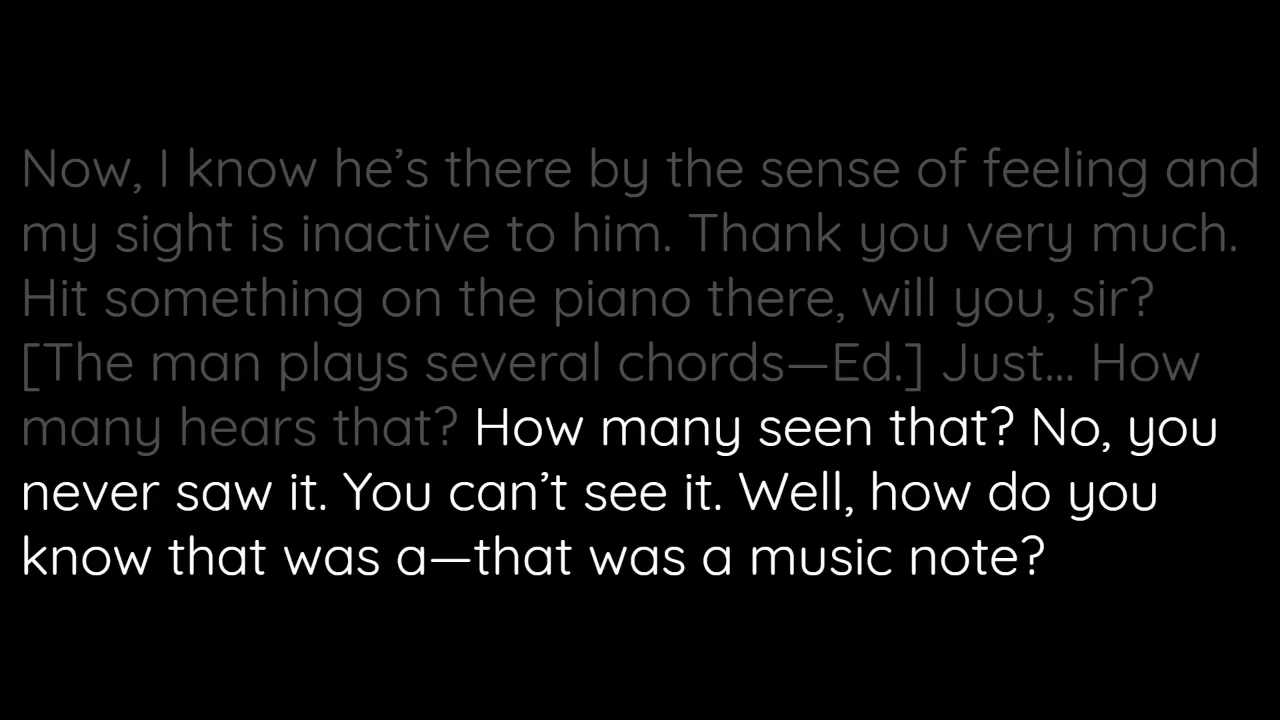 Now, I know he’s there by the sense of feeling and
my sight is inactive to him. Thank you very much.
Hit something on the piano there, will you, sir?
[The man plays several chords—Ed.] Just... How
many hears that? How many seen that? No, you
never saw it. You can’t see it. Well, how do you
know that was a—that was a music note?